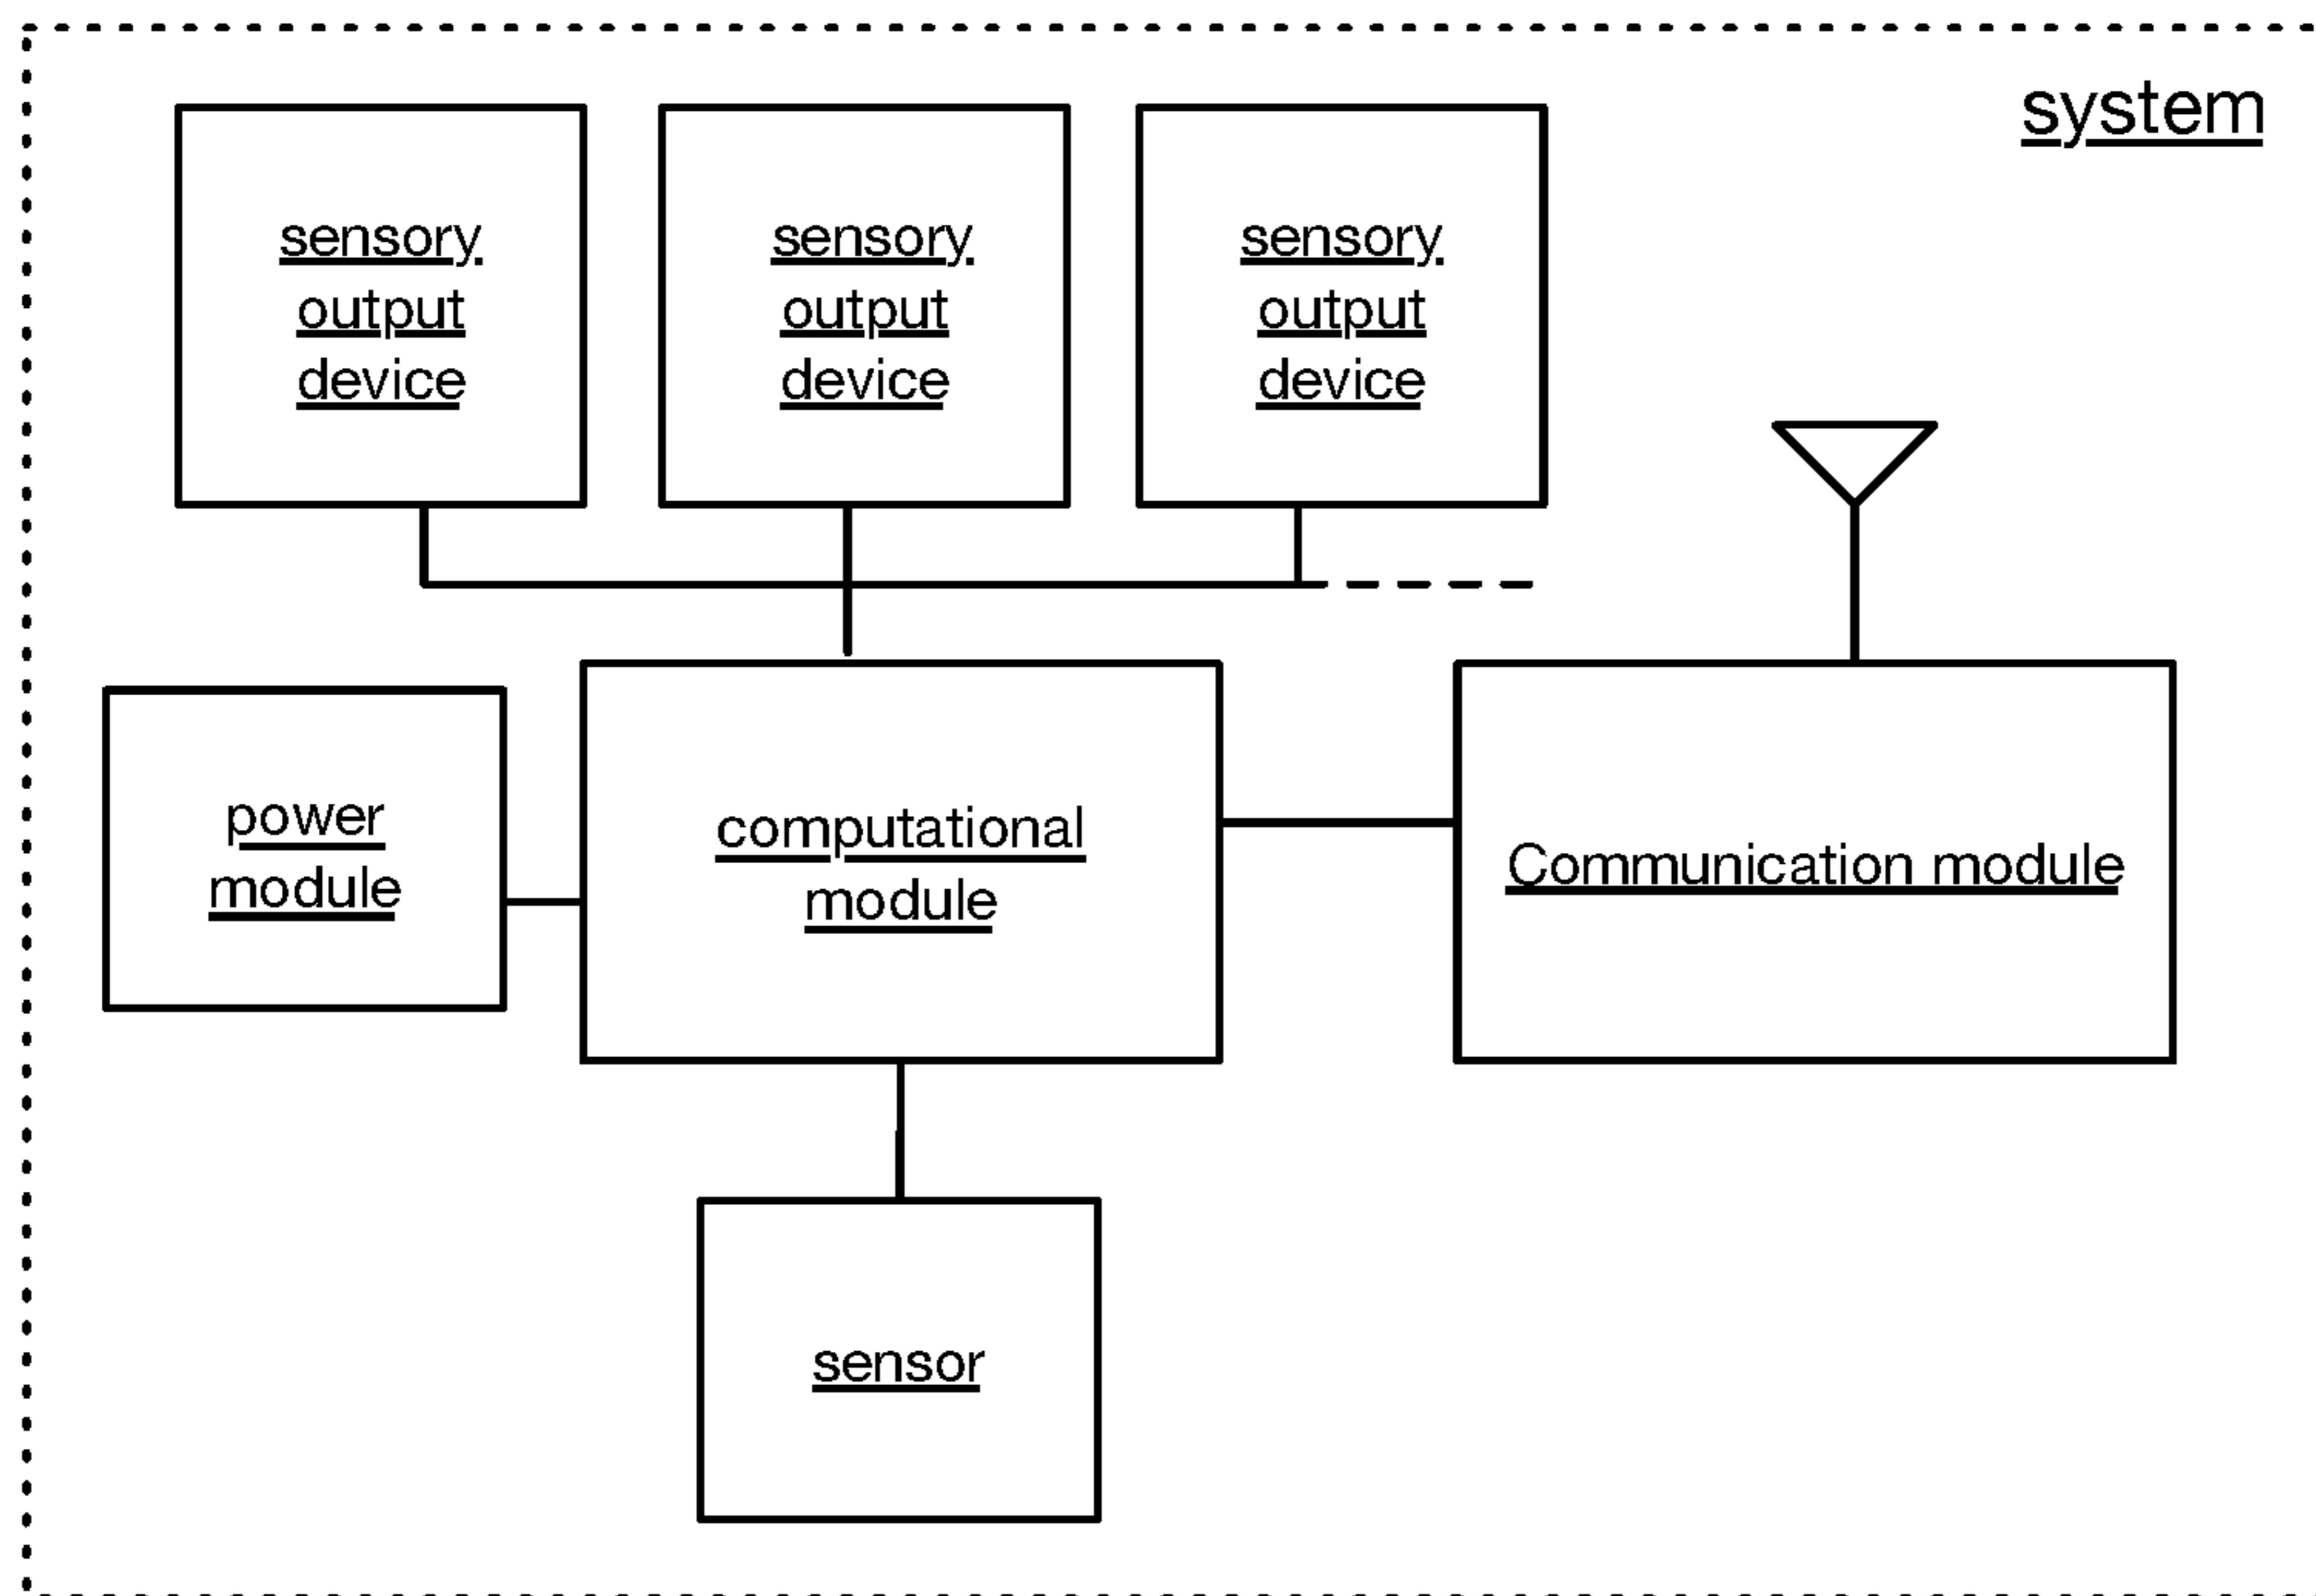 system
sensory
output
device
sensory
output
device
sensory
output
device
power
module
computational
module
Communication module
sensor